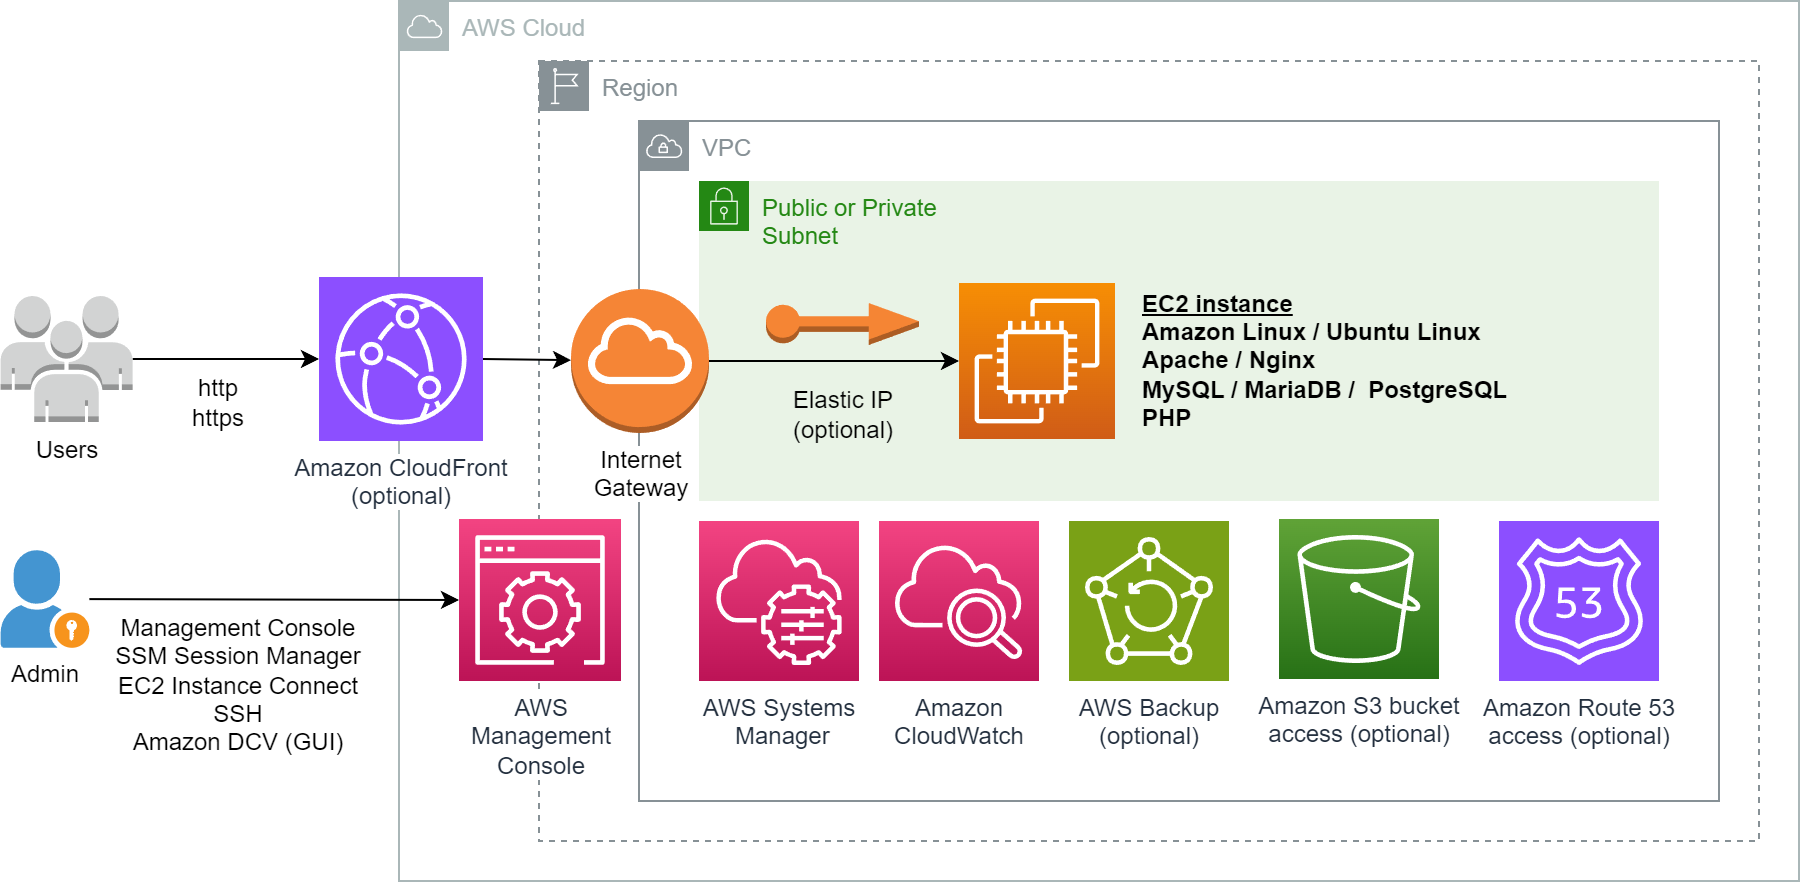 AWS Cloud
Region
VPC
Public or Private
Subnet
EC2 instance
Amazon Linux / Ubuntu Linux
Apache / Nginx
MySQL / MariaDB /  PostgreSQL
PHP
http
https
Elastic IP
(optional)
Users
Amazon CloudFront
(optional)
Internet
Gateway
Admin
Management Console
SSM Session Manager
EC2 Instance Connect
SSH
Amazon DCV (GUI)
AWS
Management
Console
AWS Systems
Manager
Amazon
CloudWatch
AWS Backup
(optional)
Amazon S3 bucket
access (optional)
53
Amazon Route 53
access (optional)